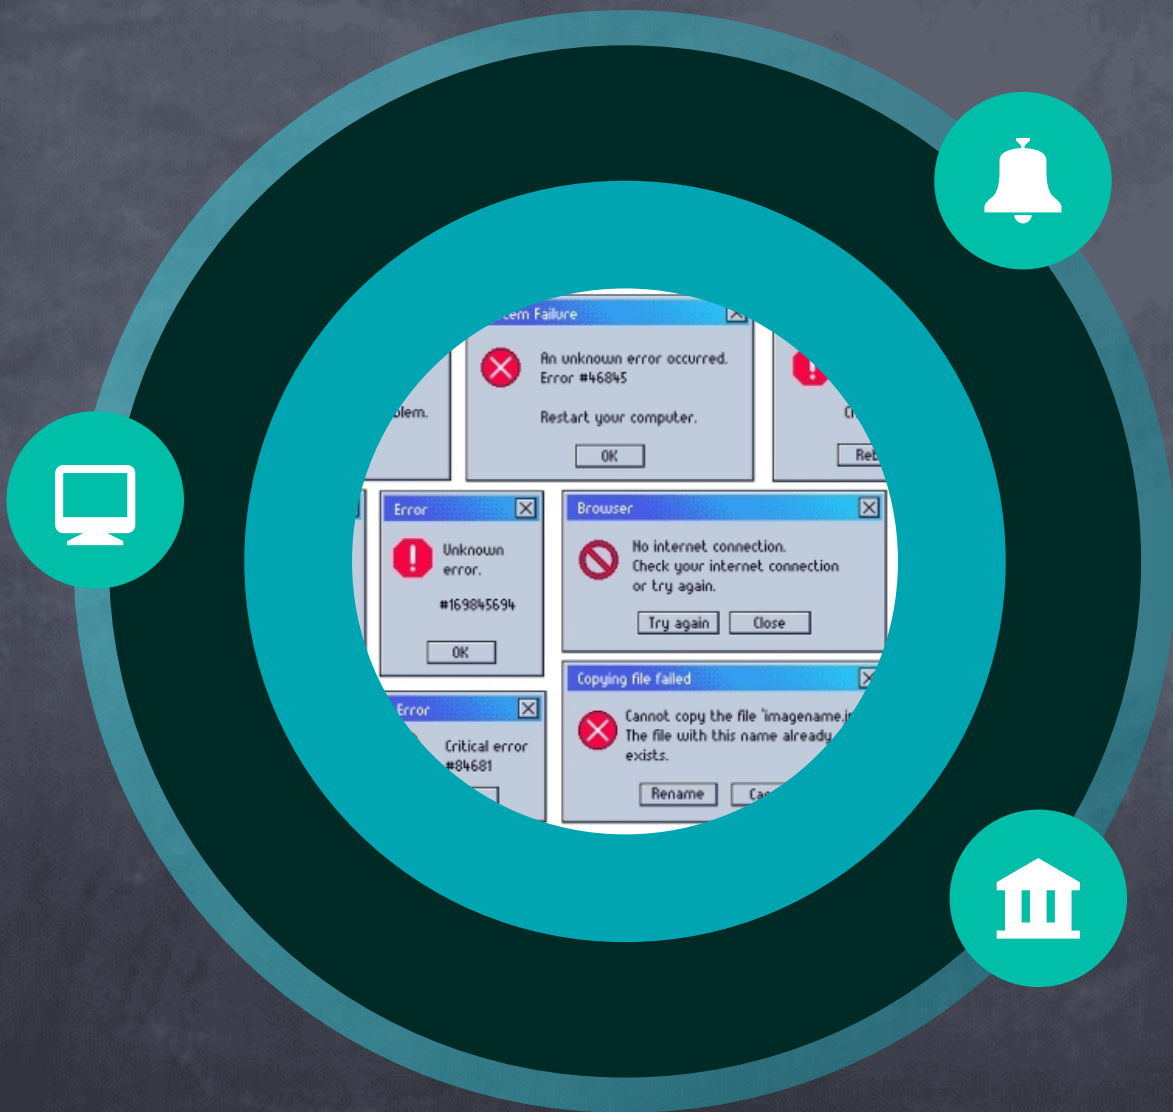 Failure
An unknown error occurred.
Error #46845
Restart your computer.
OK
Error
Unknown
error.
#169845694
OK
Browser
No internet connection.
Check your internet connection
or try again.
Try again
Close
Error
Critical error
#84681
Copying file failed
Cannot copy the file 'imagename.
The file with this name already
exists.
Rename